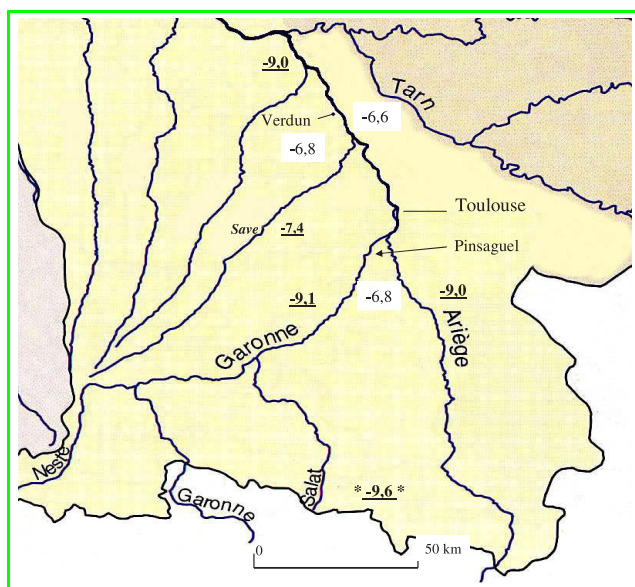 -9,0
Tarn
Verdun
-6,6
-6,8
Toulouse
Save
-7,4
Pinsaguel
-9,1
-6,8
-9,0
Garonne
Ariège
Neste
Salat
* -9,6 *
Garonne
0
50 km